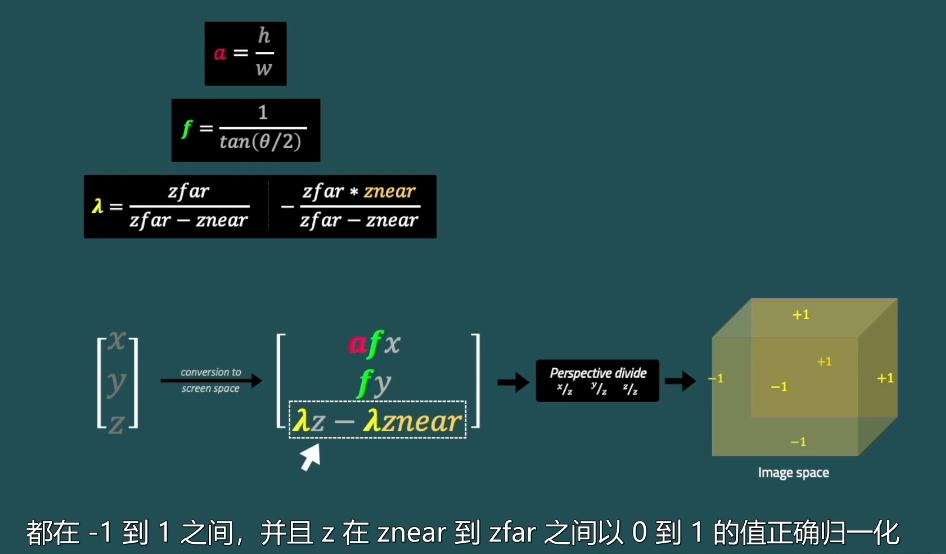 a = h/w
f = 1/tan(θ/2)
λ = zfar/(zfar − znear) − (zfar * znear)/(zfar − znear)
x
y
z
conversion to
screen space
afx
fy
λz − λznear
Perspective divide
x/z y/z z/z
+1
+1
−1
−1
+1
−1
Image space
都在 -1 到 1 之间，并且 z 在 znear 到 zfar 之间以 0 到 1 的值正确归一化